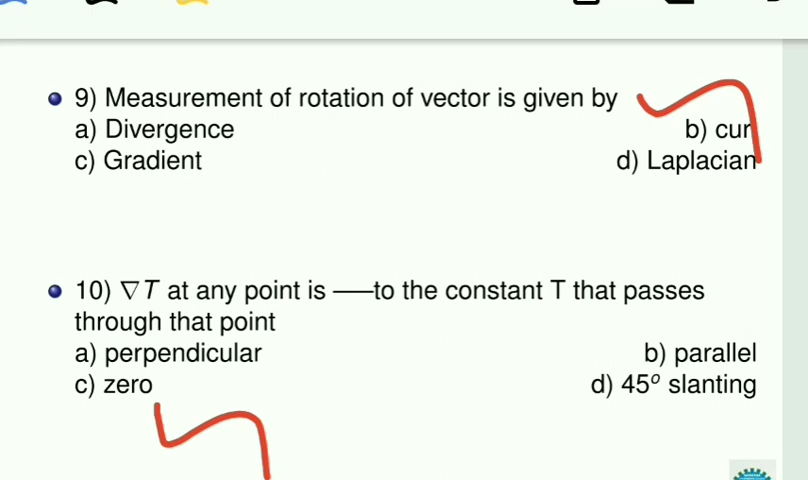 9) Measurement of rotation of vector is given by
a) Divergence b) curl
c) Gradient d) Laplacian
10) ∇T at any point is —–to the constant T that passes
through that point
a) perpendicular b) parallel
c) zero d) 45° slanting